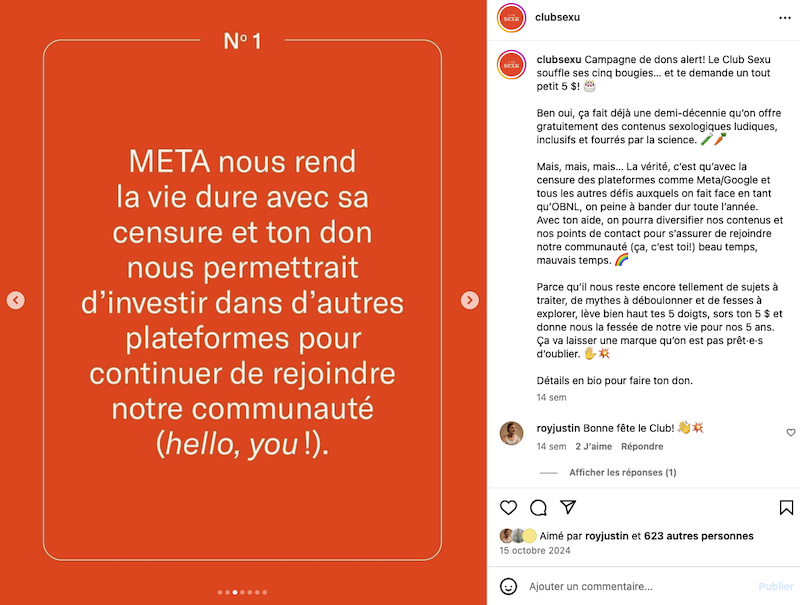 Nº 1
META nous rend
la vie dure avec sa
censure et ton don
nous permettrait
d’investir dans d’autres
plateformes pour
continuer de rejoindre
notre communauté
(hello, you !).
CLUB
sexu
clubsexu
CLUB
sexu
clubsexu Campagne de dons alert! Le Club Sexu
souffle ses cinq bougies… et te demande un tout
petit 5 $! 🎂
Ben oui, ça fait déjà une demi-décennie qu’on offre
gratuitement des contenus sexologiques ludiques,
inclusifs et fourrés par la science. 🧪🥕
Mais, mais, mais… La vérité, c’est qu’avec la
censure des plateformes comme Meta/Google et
tous les autres défis auxquels on fait face en tant
qu’OBNL, on peine à bander dur toute l’année.
Avec ton aide, on pourra diversifier nos contenus et
nos points de contact pour s’assurer de rejoindre
notre communauté (ça, c’est toi!) beau temps,
mauvais temps. 🌈
Parce qu’il nous reste encore tellement de sujets à
traiter, de mythes à déboulonner et de fesses à
explorer, lève bien haut tes 5 doigts, sors ton 5 $ et
donne nous la fessée de notre vie pour nos 5 ans.
Ça va laisser une marque qu’on est pas prêt·e·s
d’oublier. ✋💥
Détails en bio pour faire ton don.
14 sem
royjustin Bonne fête le Club! 👋💥
14 sem 2 J’aime Répondre
Afficher les réponses (1)
Aimé par royjustin et 623 autres personnes
15 octobre 2024
Ajouter un commentaire...
Publier